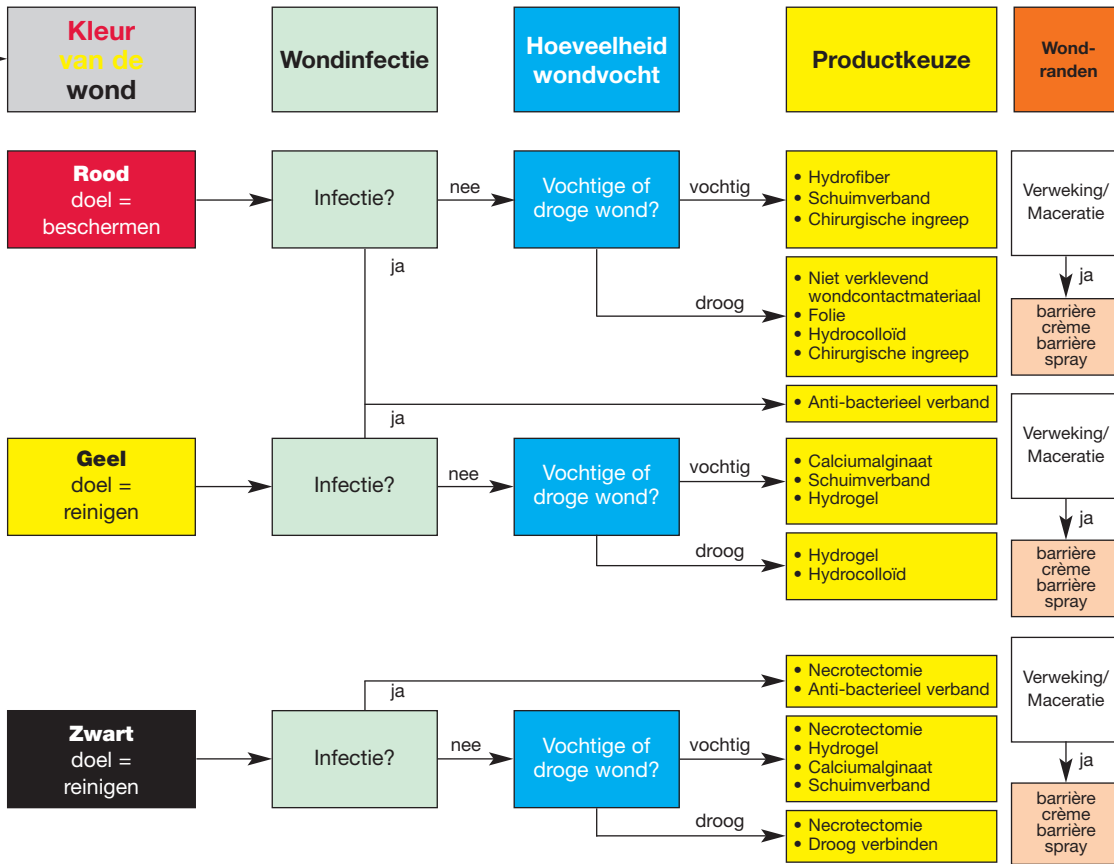 Kleur
van de
wond
Wondinfectie
Hoeveelheid
wondvocht
Productkeuze
Wond-
randen
Rood
doel =
beschermen
Infectie?
nee
ja
Vochtige of
droge wond?
vochtig
droog
• Hydrofiber
• Schuimverband
• Chirurgische ingreep
• Niet verklevend
wondcontactmateriaal
• Folie
• Hydrocolloïd
• Chirurgische ingreep
Verweking/
Maceratie
ja
barrière
crème
barrière
spray
• Anti-bacterieel verband
Geel
doel =
reinigen
ja
Infectie?
nee
Vochtige of
droge wond?
vochtig
droog
• Calciumalginaat
• Schuimverband
• Hydrogel
• Hydrogel
• Hydrocolloïd
Verweking/
Maceratie
ja
barrière
crème
barrière
spray
Zwart
doel =
reinigen
ja
Infectie?
nee
• Necrotectomie
• Anti-bacterieel verband
Vochtige of
droge wond?
vochtig
droog
• Necrotectomie
• Hydrogel
• Calciumalginaat
• Schuimverband
• Necrotectomie
• Droog verbinden
Verweking/
Maceratie
ja
barrière
crème
barrière
spray